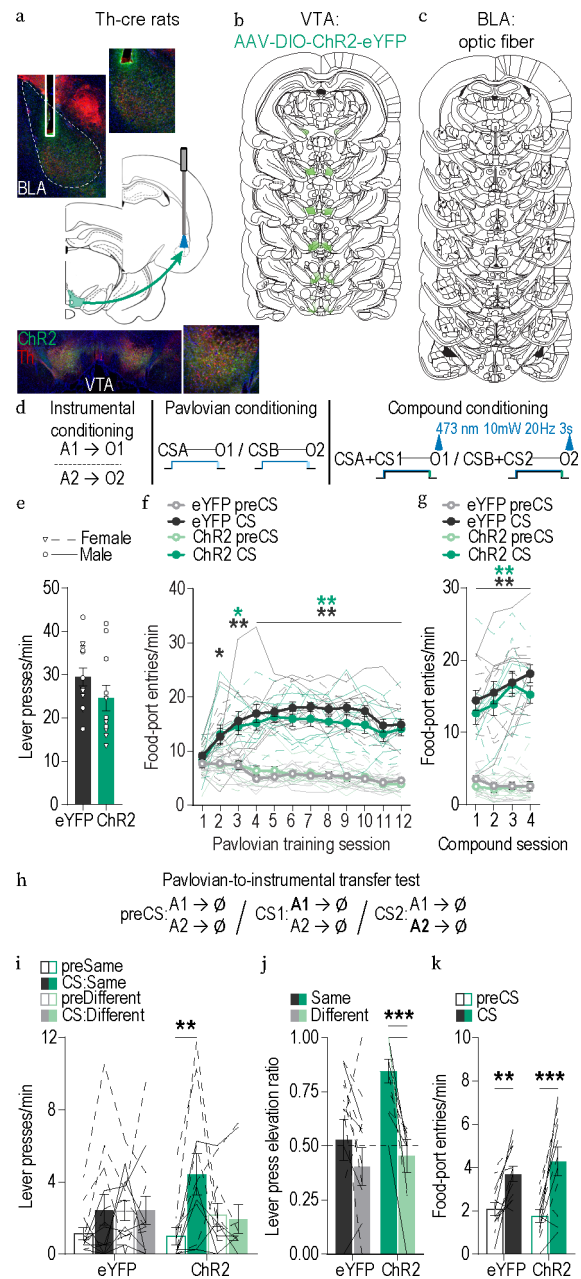 a
Th-cre rats
BLA
ChR2
Th
VTA
b
VTA:
AAV-DIO-ChR2-eYFP
c
BLA:
optic fiber
d
Instrumental
conditioning
A1 → O1
A2 → O2
Pavlovian conditioning
CSA O1 / CSB O2
Compound conditioning
473 nm 10mW 20Hz 3s
CSA+CS1 O1 / CSB+CS2 O2
e
Female
Male
Lever presses/min
50
40
30
20
10
0
eYFP ChR2
f
eYFP preCS
eYFP CS
ChR2 preCS
ChR2 CS
Food-port entries/min
40
30
20
10
0
*
**
*
**
**
1 2 3 4 5 6 7 8 9 10 11 12
Pavlovian training session
g
eYFP preCS
eYFP CS
ChR2 preCS
ChR2 CS
Food-port enties/min
30
20
10
0
**
**
1 2 3 4
Compound session
h
Pavlovian-to-instrumental transfer test
preCS: A1 → Ø / CS1: A1 → Ø / CS2: A1 → Ø
A2 → Ø A2 → Ø A2 → Ø
i
preSame
CS:Same
preDifferent
CS:Different
Lever presses/min
12
8
4
0
**
eYFP ChR2
j
Same
Different
Lever press elevation ratio
1.00
0.75
0.50
0.25
0.00
***
eYFP ChR2
k
preCS
CS
Food-port entries/min
10
8
6
4
2
0
**
***
eYFP ChR2